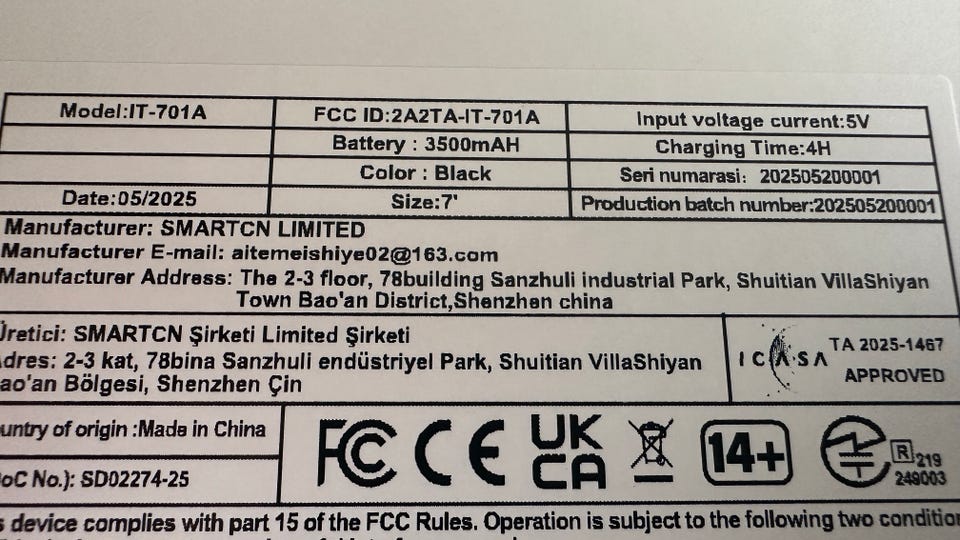 Model:IT-701A
FCC ID:2A2TA-IT-701A
Input voltage current:5V
Battery : 3500mAH
Charging Time:4H
Color : Black
Seri numarasi: 202505200001
Date:05/2025
Size:7'
Production batch number:202505200001
Manufacturer: SMARTCN LIMITED
Manufacturer E-mail: aitemeishiye02@163.com
Manufacturer Address: The 2-3 floor, 78building Sanzhuli industrial Park, Shuitian VillaShiyan
Town Bao'an District,Shenzhen china
Üretici: SMARTCN Şirketi Limited Şirketi
dres: 2-3 kat, 78bina Sanzhuli endüstriyel Park, Shuitian VillaShiyan
ao'an Bölgesi, Shenzhen Çin
ICASA
TA 2025-1467
APPROVED
untry of origin :Made in China
oC No.): SD02274-25
FC CE UK CA 14+
R 219
249003
s device complies with part 15 of the FCC Rules. Operation is subject to the following two condition